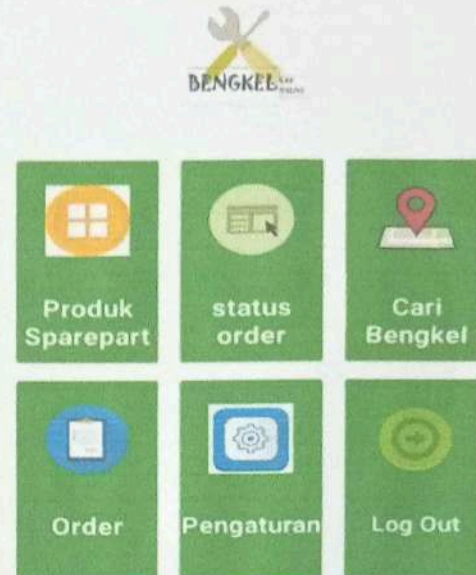 BENGKEL
Produk
Sparepart
status
order
Cari
Bengkel
Order
Pengaturan
Log Out